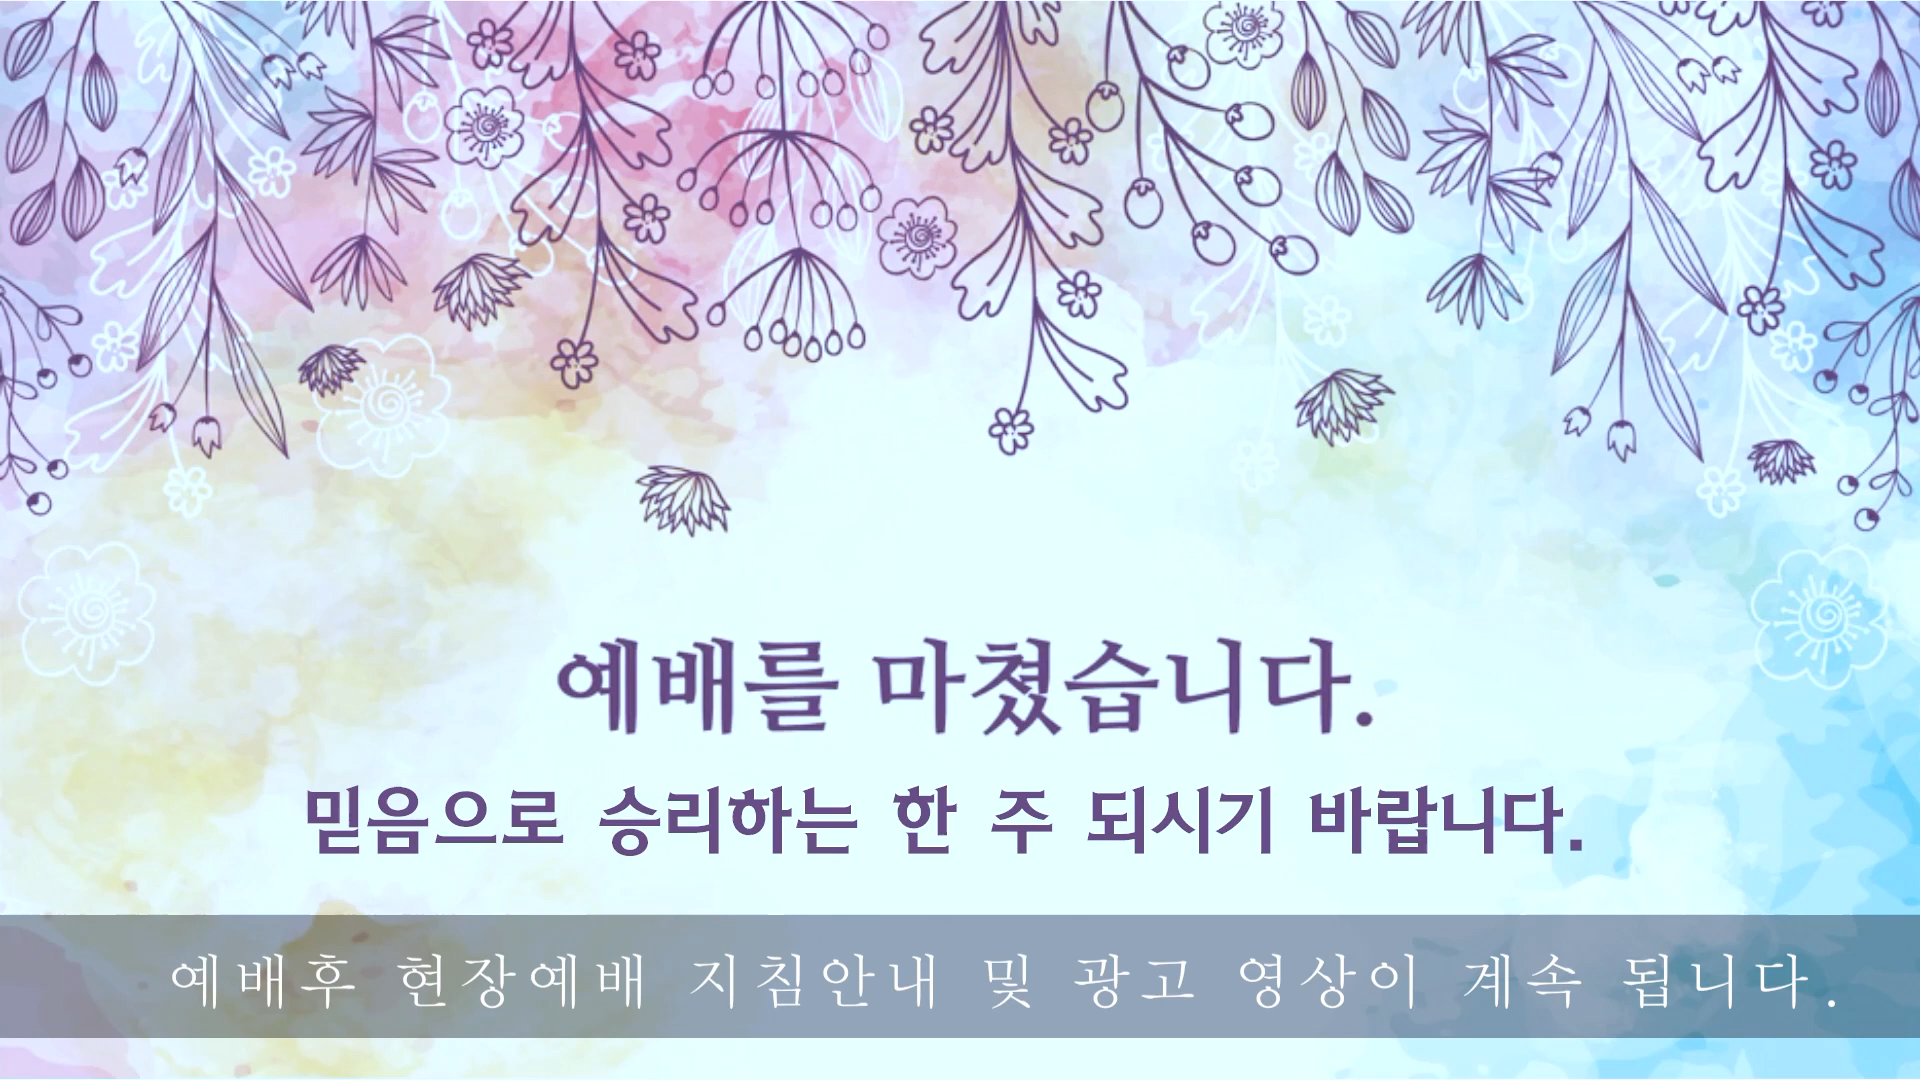 예배를 마쳤습니다.
믿음으로 승리하는 한 주 되시기 바랍니다.
예배후 현장예배 지침안내 및 광고 영상이 계속 됩니다.